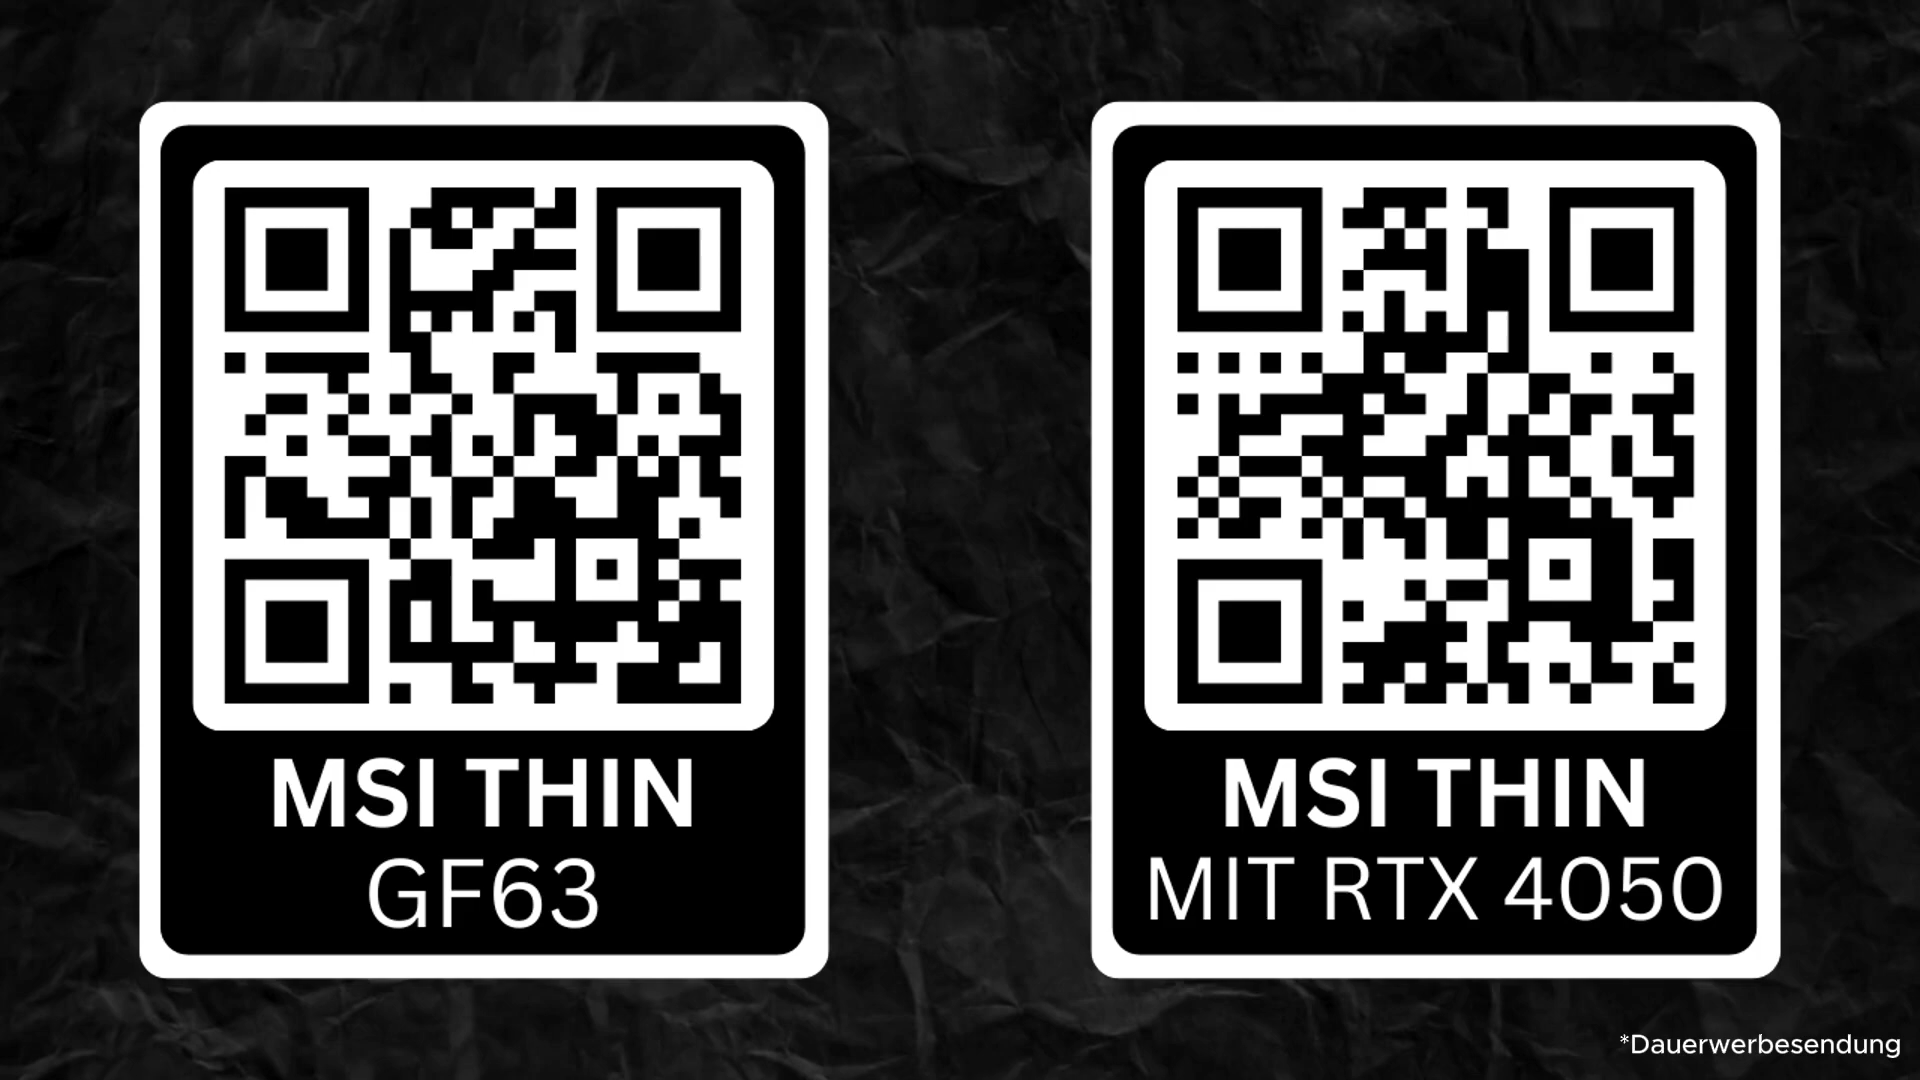 MSI THIN
GF63
MSI THIN
MIT RTX 4050
*Dauerwerbesendung